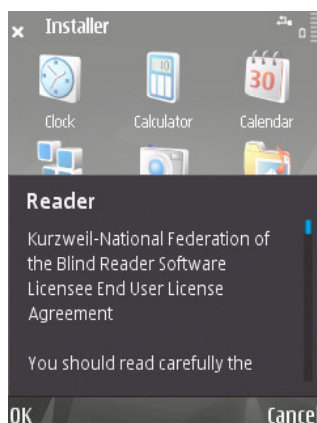 Installer
Clock Calculator Calendar
30
Reader
Kurzweil-National Federation of
the Blind Reader Software
Licensee End User License
Agreement
You should read carefully the
OK Cance